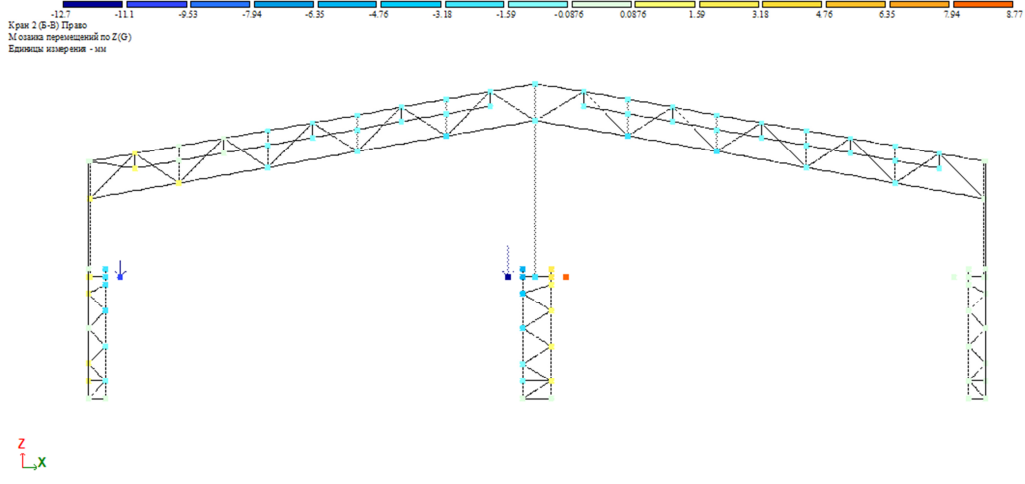 -12.7 -11.1 -9.53 -7.94 -6.35 -4.76 -3.18 -1.59 -0.0876 0.0876 1.59 3.18 4.76 6.35 7.94 8.77
Кран 2 (Б-В) Право
Мозаика перемещений по Z(G)
Единицы измерения - мм
Z
X